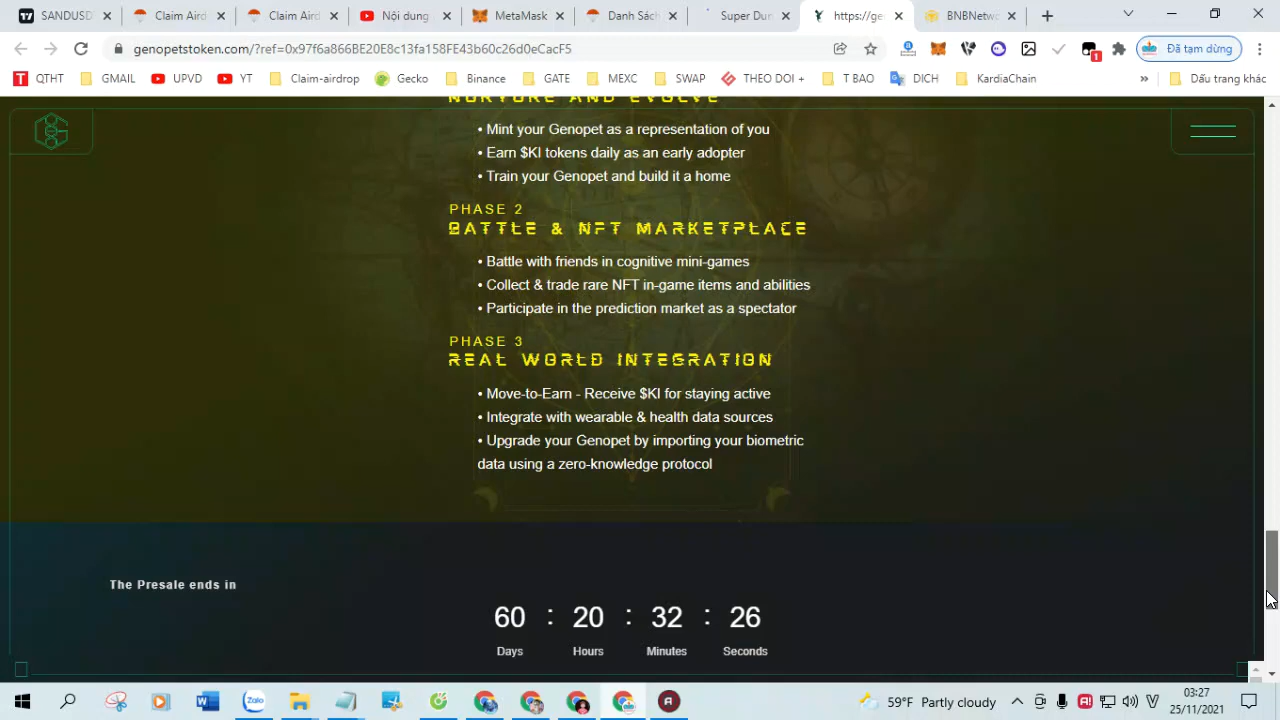 SANDUSD
Claim Aird
Claim Aird
Nội dung
MetaMask
Danh Sách
Super Dun
https://ge
BNBNetwo
genopetstoken.com/?ref=0x97f6a866BE20E8c13fa158FE43b60c26d0eCacF5
1
Đã tạm dừng
QTHT
GMAIL
UPVD
YT
Claim-airdrop
Gecko
Binance
GATE
MEXC
SWAP
THEO DOI +
T BAO
DICH
KardiaChain
»
Dấu trang khác
NURTURE AND EVOLVE
• Mint your Genopet as a representation of you
• Earn $KI tokens daily as an early adopter
• Train your Genopet and build it a home
PHASE 2
BATTLE & NFT MARKETPLACE
• Battle with friends in cognitive mini-games
• Collect & trade rare NFT in-game items and abilities
• Participate in the prediction market as a spectator
PHASE 3
REAL WORLD INTEGRATION
• Move-to-Earn - Receive $KI for staying active
• Integrate with wearable & health data sources
• Upgrade your Genopet by importing your biometric
data using a zero-knowledge protocol
The Presale ends in
60 : 20 : 32 : 26
Days Hours Minutes Seconds
Zalo
59°F Partly cloudy
03:27
25/11/2021